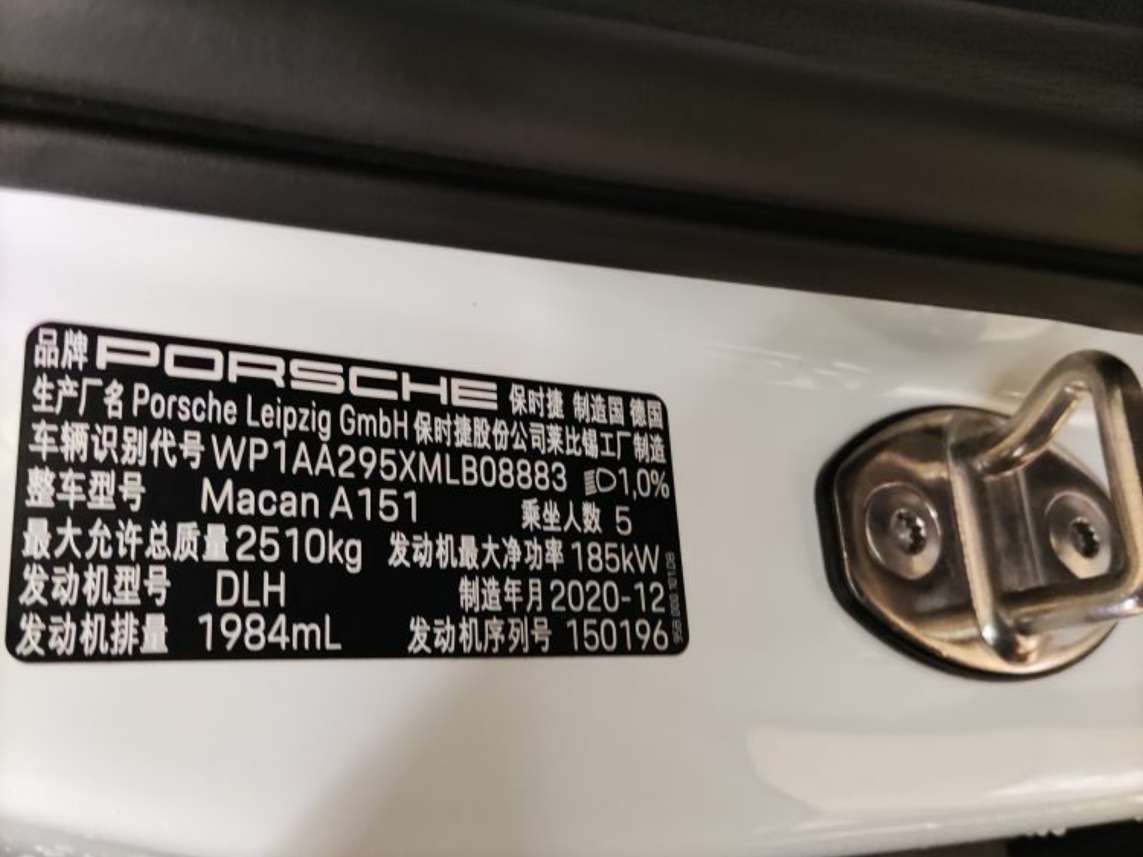 品牌 PORSCHE 保时捷 制造国 德国
生产厂名 Porsche Leipzig GmbH 保时捷股份公司莱比锡工厂制造
车辆识别代号 WP1AA295XMLB08883 1,0%
整车型号 Macan A151 乘坐人数 5
最大允许总质量 2510kg 发动机最大净功率 185kW
发动机型号 DLH 制造年月 2020-12
发动机排量 1984mL 发动机序列号 150196